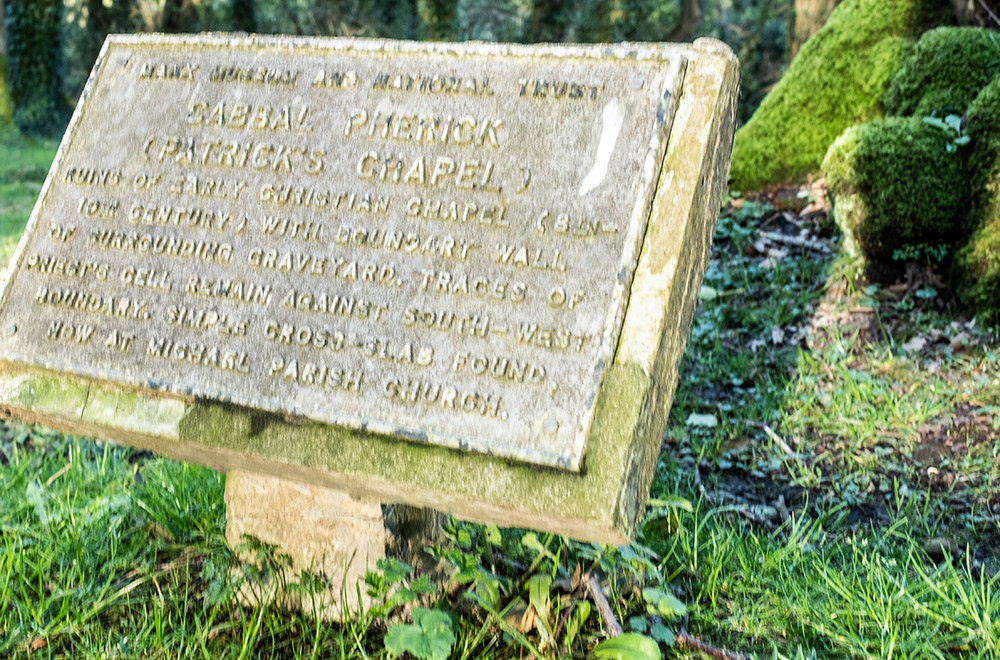 MANX MUSEUM AND NATIONAL TRUST
CABBAL PHERICK
(PATRICK'S CHAPEL)
RUINS OF EARLY CHRISTIAN CHAPEL (8TH-
10TH CENTURY) WITH BOUNDARY WALL
OF SURROUNDING GRAVEYARD. TRACES OF
PRIEST'S CELL REMAIN AGAINST SOUTH-WEST
BOUNDARY. SIMPLE CROSS-SLAB FOUND,
NOW AT MICHAEL PARISH CHURCH.